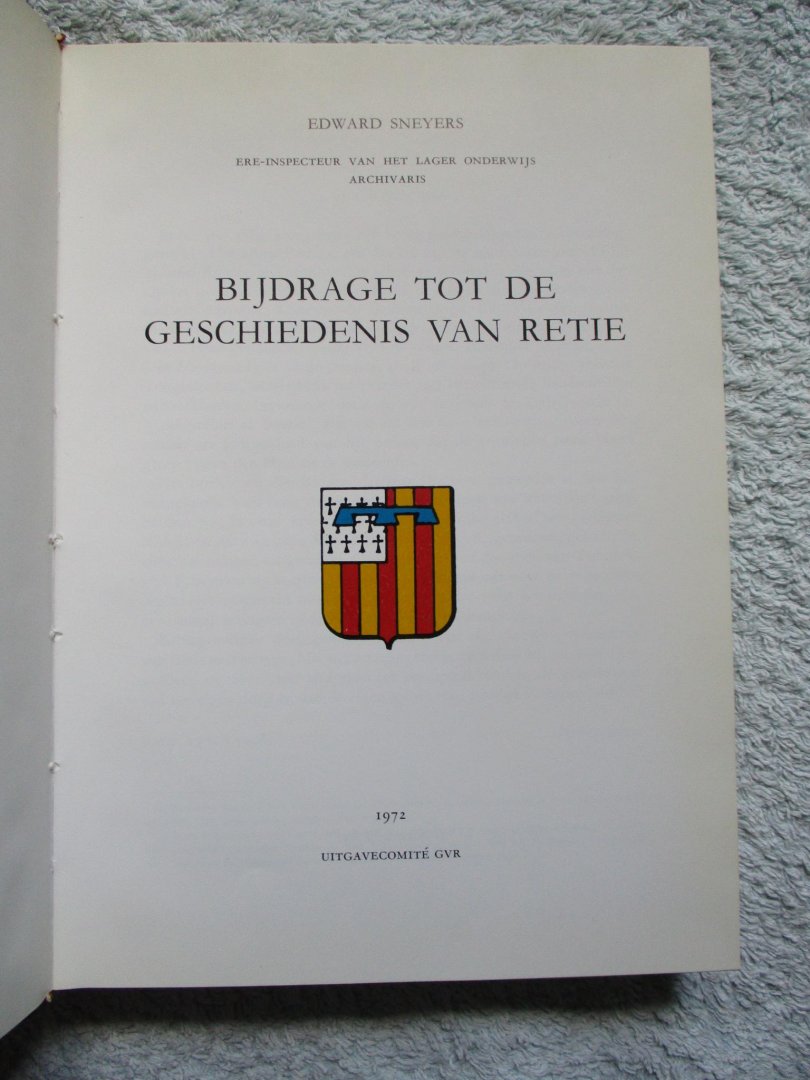 EDWARD SNEYERS
ERE-INSPECTEUR VAN HET LAGER ONDERWIJS
ARCHIVARIS
BIJDRAGE TOT DE
GESCHIEDENIS VAN RETIE
1972
UITGAVECOMITÉ GVR